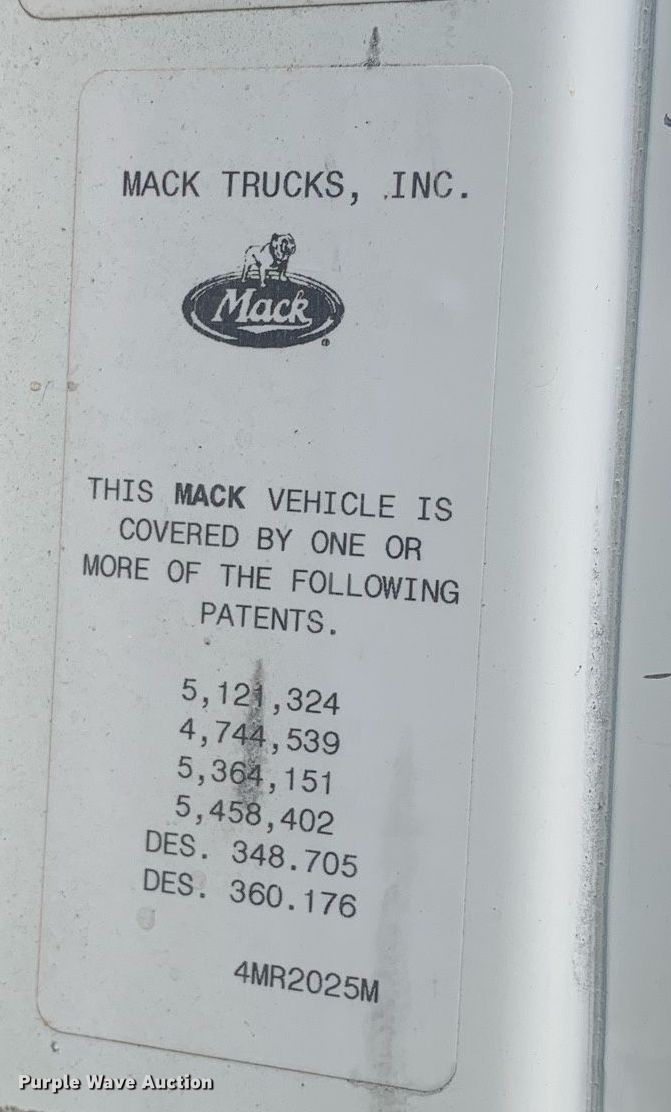 MACK TRUCKS, INC.
Mack
THIS MACK VEHICLE IS
COVERED BY ONE OR
MORE OF THE FOLLOWING
PATENTS.
5,121,324
4,744,539
5,364,151
5,458,402
DES. 348.705
DES. 360.176
4MR2025M
Purple Wave Auction